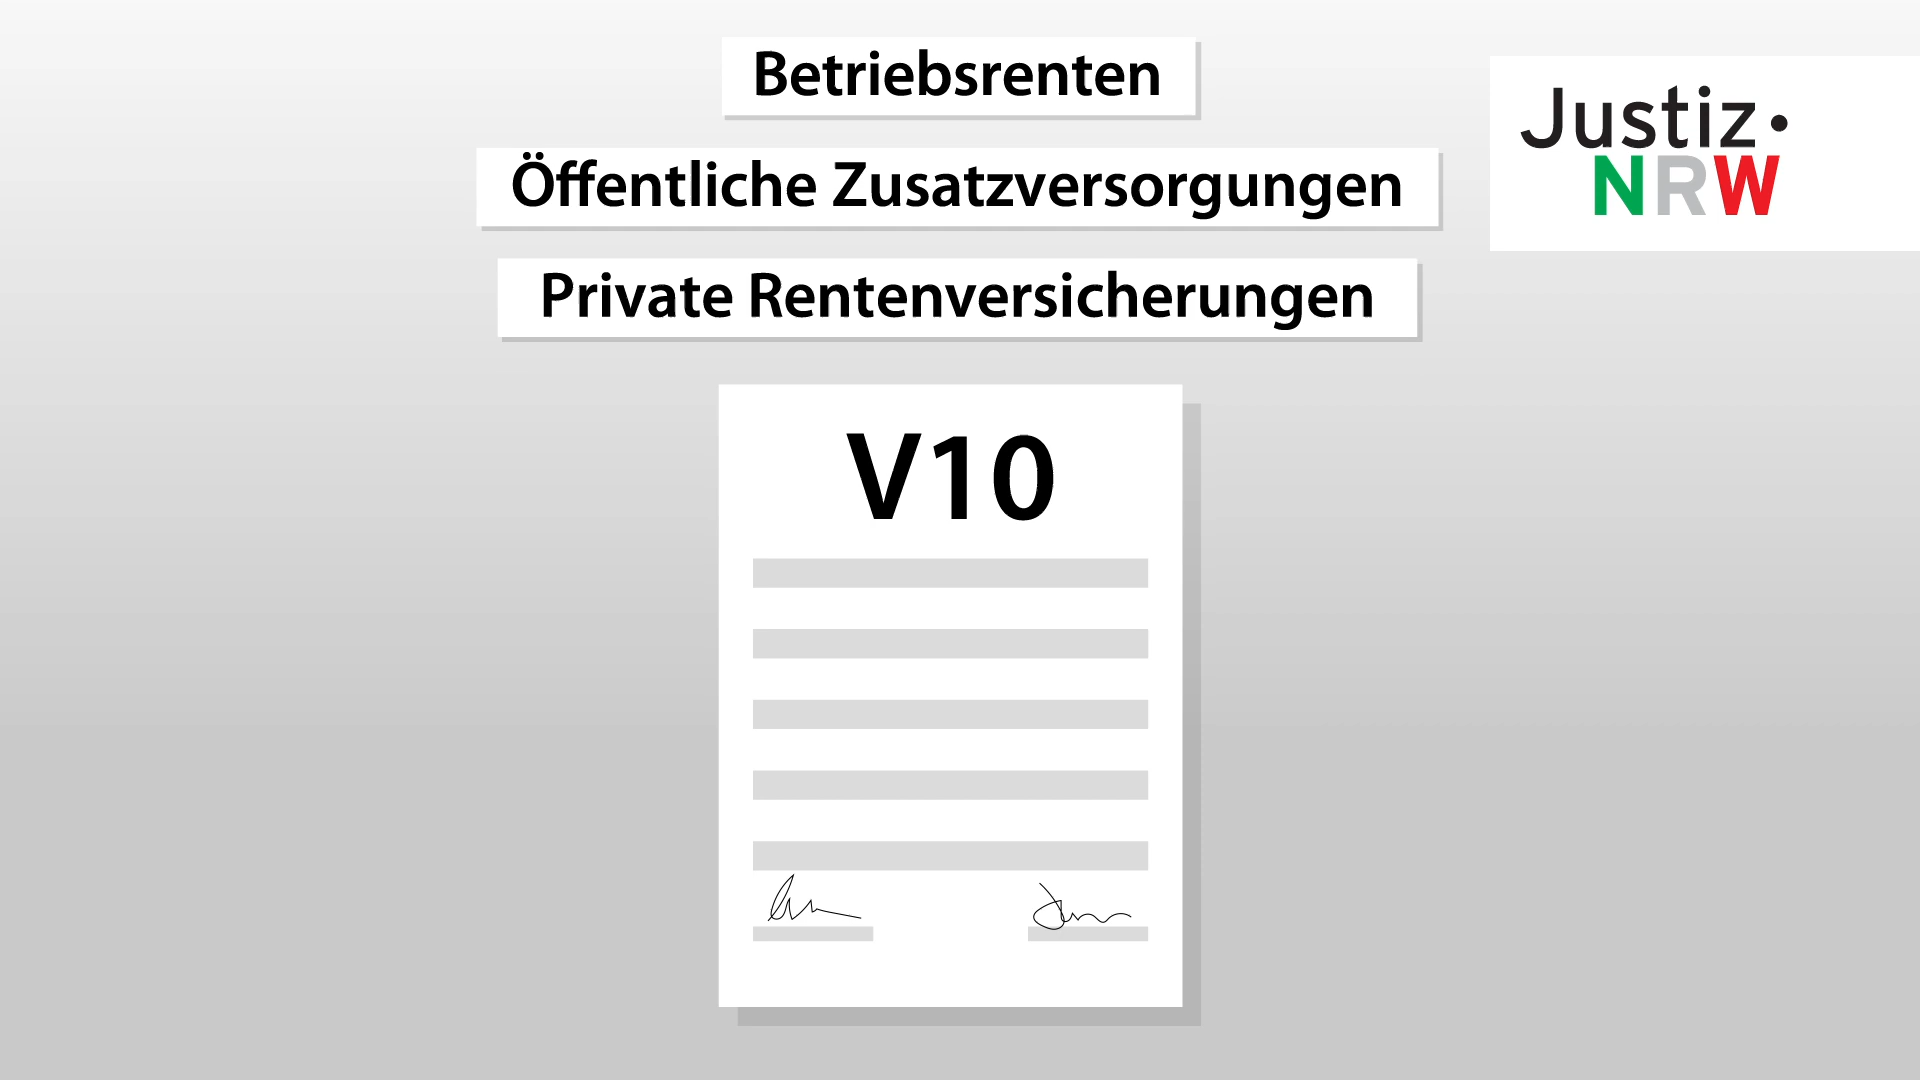 Betriebsrenten
Öffentliche Zusatzversorgungen
Private Rentenversicherungen
Justiz.
NRW
V10